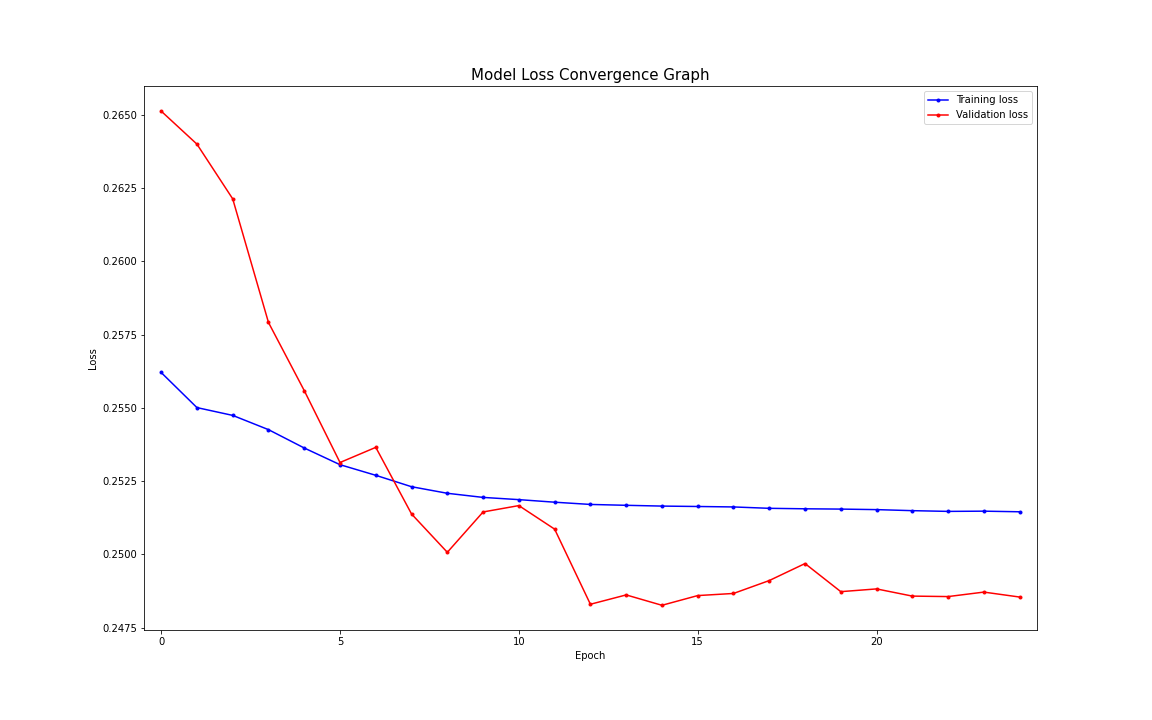 Model Loss Convergence Graph
Training loss
Validation loss
0.2650
0.2625
0.2600
0.2575
0.2550
0.2525
0.2500
0.2475
Loss
0 5 10 15 20
Epoch